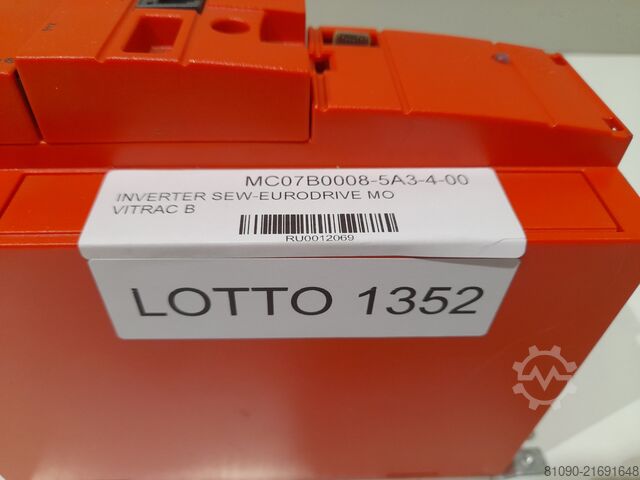 MC07B0008-5A3-4-00
INVERTER SEW-EURODRIVE MO
VITRAC B
RU0012069
LOTTO 1352
81090-21691648